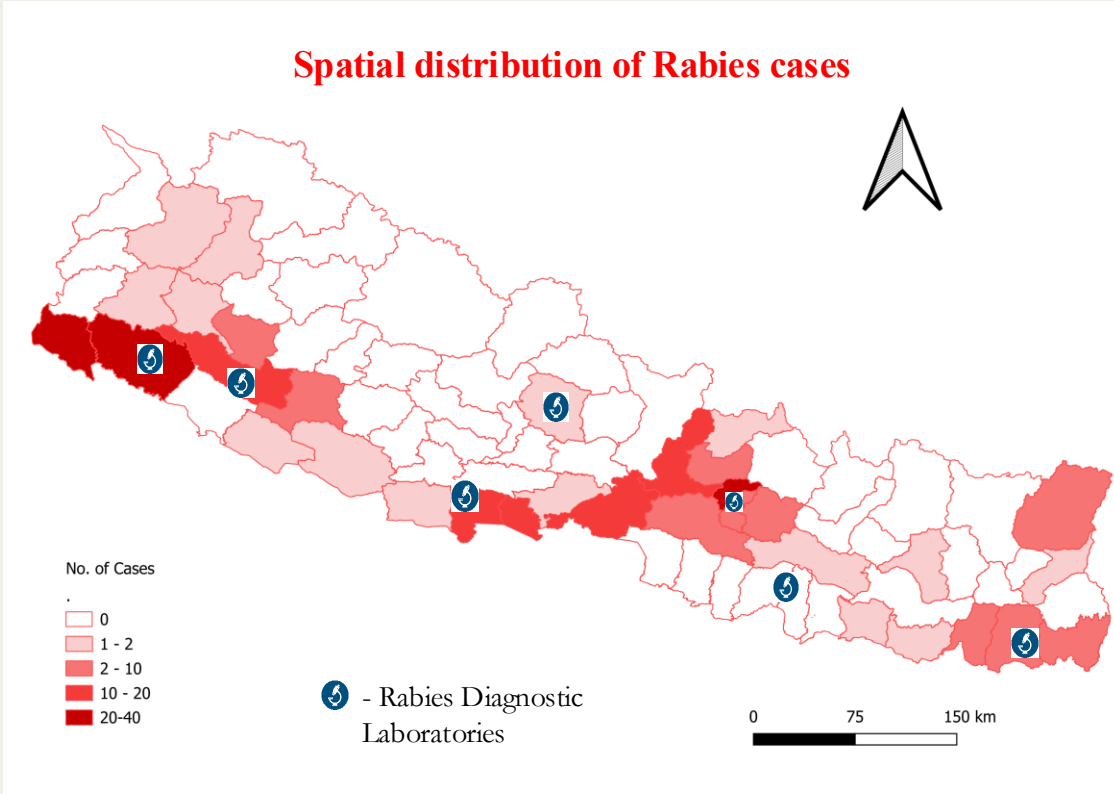 Spatial distribution of Rabies cases
No. of Cases
.
0
1 - 2
2 - 10
10 - 20
20-40
- Rabies Diagnostic
Laboratories
0 75 150 km